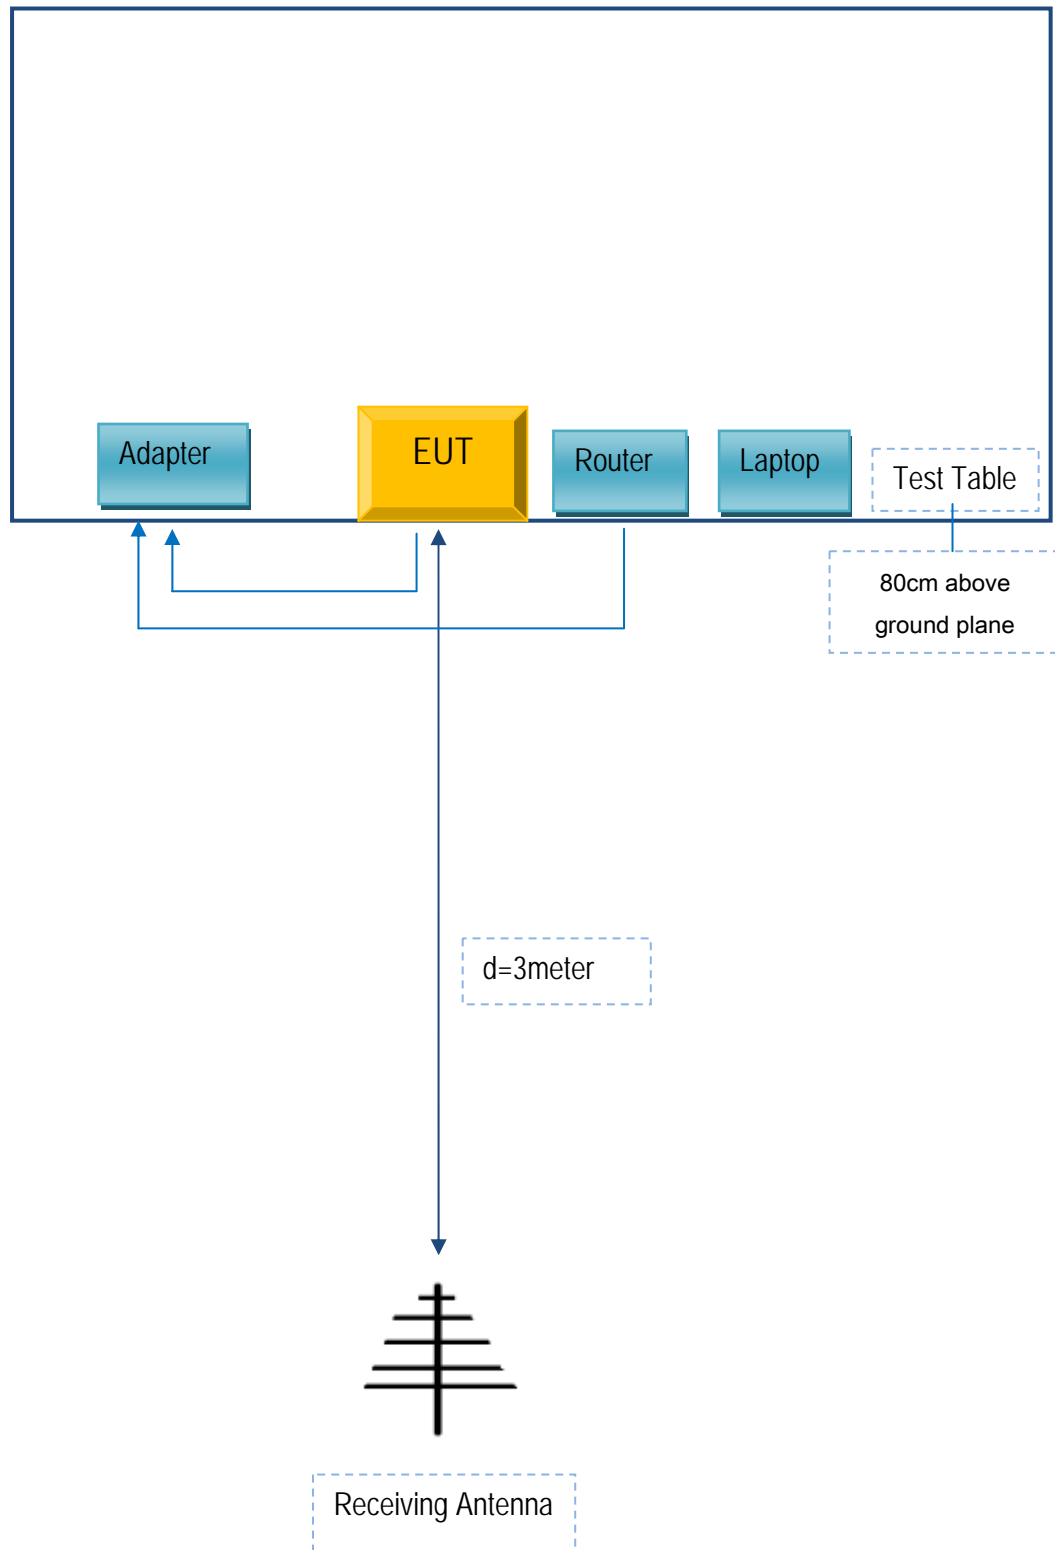 Adapter
EUT
Router
Laptop
Test Table
80cm above
ground plane
d=3meter
Receiving Antenna